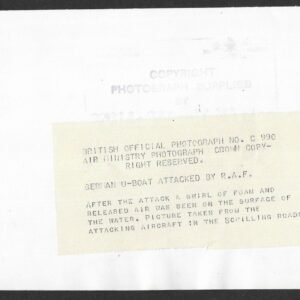 COPYRIGHT
PHOTOGRAPH SUPPLIED
BY
BRITISH OFFICIAL PHOTOGRAPH NO. C 990
AIR MINISTRY PHOTOGRAPH CROWN COPY-
RIGHT RESERVED.
GERMAN U-BOAT ATTACKED BY R.A.F.
AFTER THE ATTACK A SWIRL OF FOAM AND
RELEASED AIR WAS SEEN ON THE SURFACE OF
THE WATER. PICTURE TAKEN FROM THE
ATTACKING AIRCRAFT IN THE SCHILLING ROADS